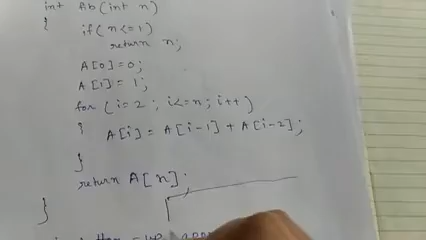 int fib(int n)
{
if(n<=1)
return n;
A[0]=0;
A[1]=1;
for (i=2; i<=n; i++)
} A[i] = A[i-1] + A[i-2];
}
return A[n];
}